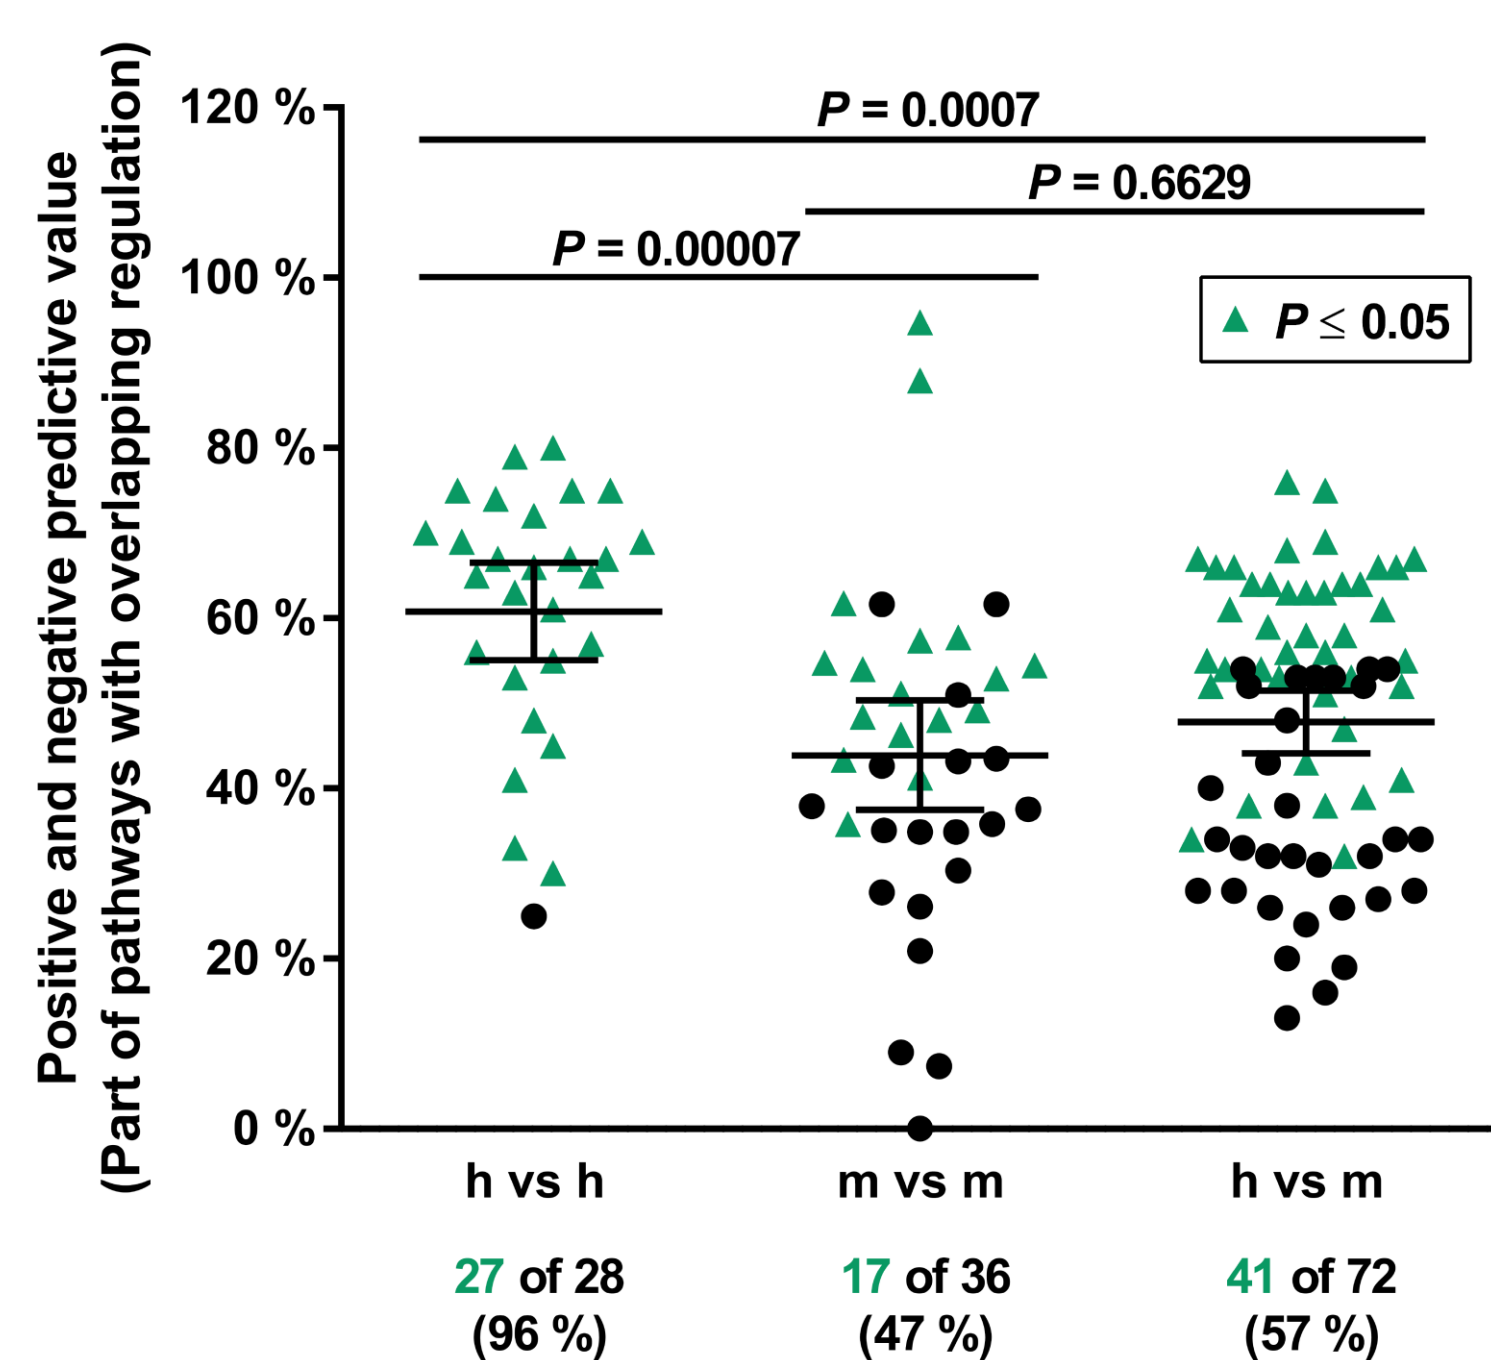 Positive and negative predictive value
(Part of pathways with overlapping regulation)
120 %
100 %
80 %
60 %
40 %
20 %
0 %
P = 0.0007
P = 0.6629
P = 0.00007
P ≤ 0.05
h vs h
m vs m
h vs m
27 of 28
(96 %)
17 of 36
(47 %)
41 of 72
(57 %)